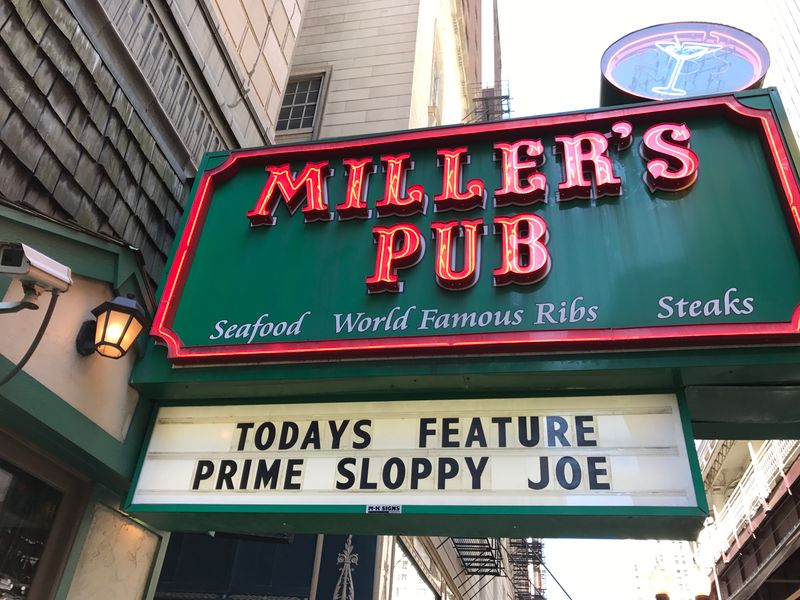 MILLER'S
PUB
Seafood World Famous Ribs Steaks
TODAYS FEATURE
PRIME SLOPPY JOE
M-K SIGNS